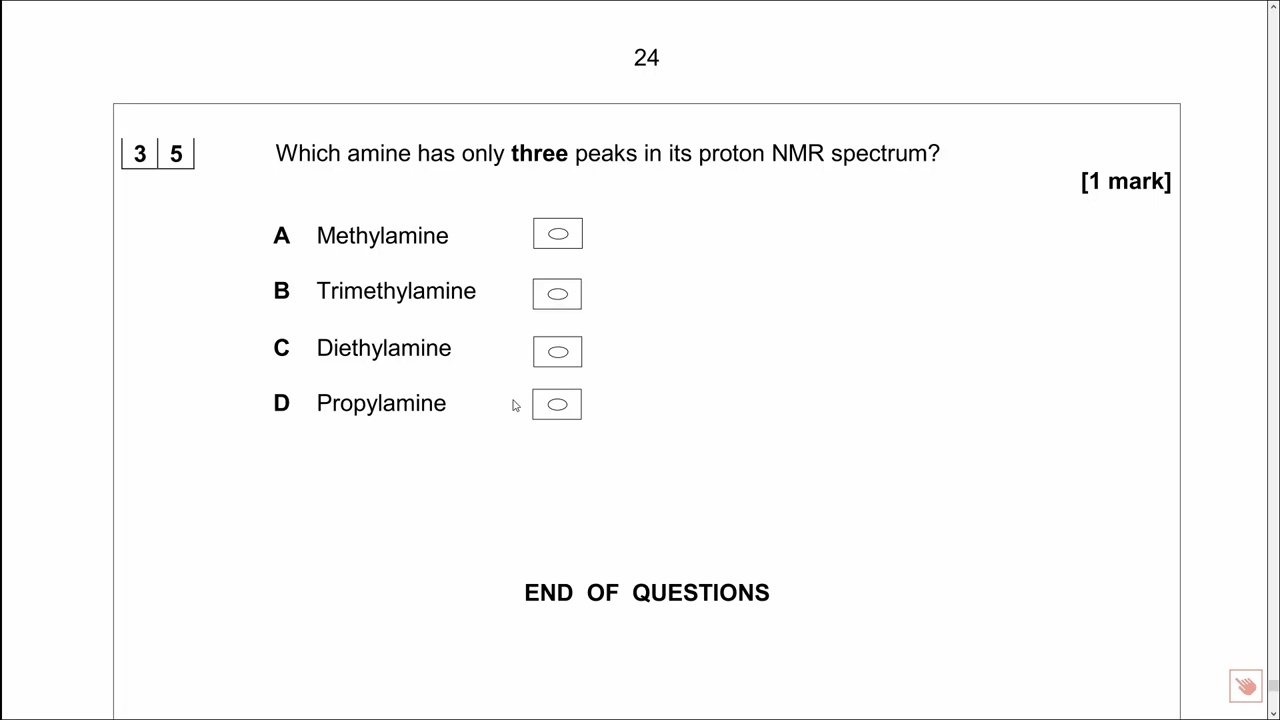 24
3 5 Which amine has only three peaks in its proton NMR spectrum?
[1 mark]
A Methylamine
B Trimethylamine
C Diethylamine
D Propylamine
END OF QUESTIONS